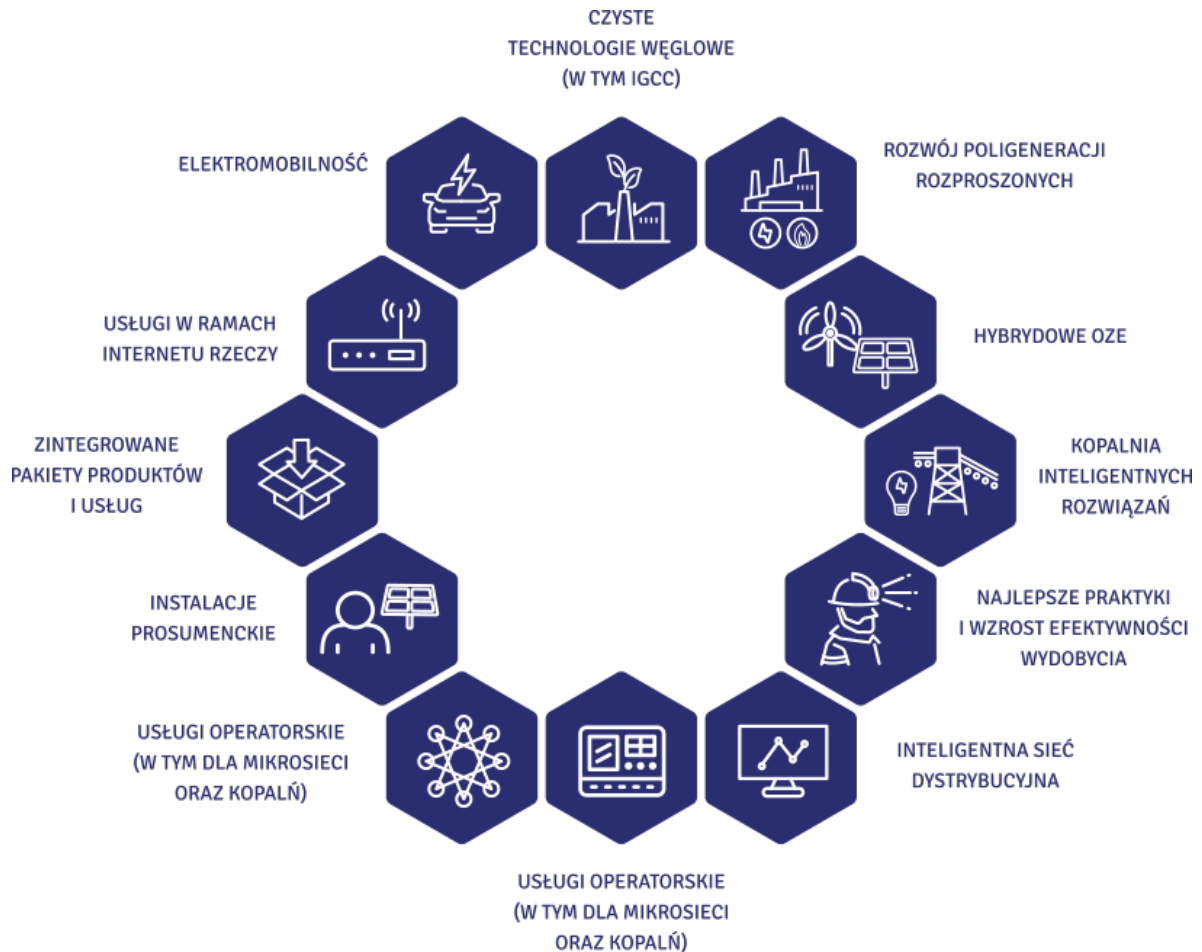 CZYSTE
TECHNOLOGIE WĘGLOWE
(W TYM IGCC)
ROZWÓJ POLIGENERACJI
ROZPROSZONYCH
HYBRYDOWE OZE
KOPALNIA
INTELIGENTNYCH
ROZWIĄZAŃ
NAJLEPSZE PRAKTYKI
I WZROST EFEKTYWNOŚCI
WYDOBYCIA
INTELIGENTNA SIEĆ
DYSTRYBUCYJNA
USŁUGI OPERATORSKIE
(W TYM DLA MIKROSIECI
ORAZ KOPALŃ)
USŁUGI OPERATORSKIE
(W TYM DLA MIKROSIECI
ORAZ KOPALŃ)
INSTALACJE
PROSUMENCKIE
ZINTEGROWANE
PAKIETY PRODUKTÓW
I USŁUG
USŁUGI W RAMACH
INTERNETU RZECZY
ELEKTROMOBILNOŚĆ